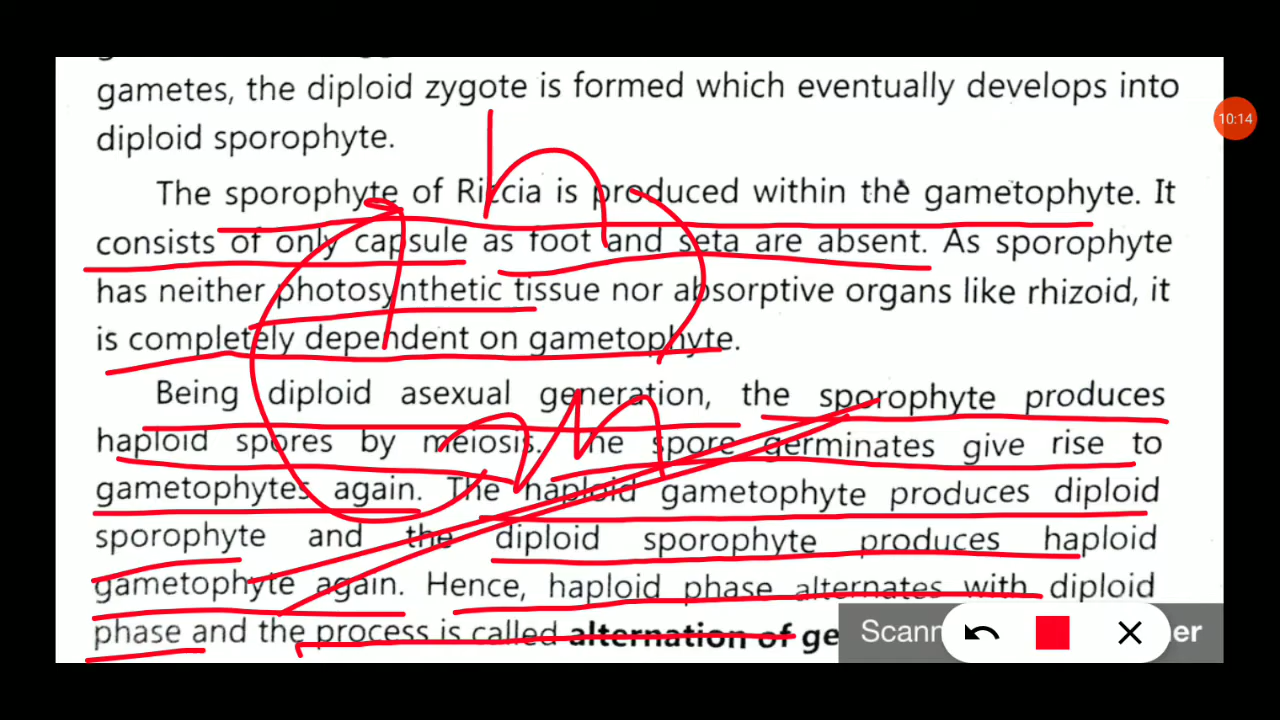 gametes, the diploid zygote is formed which eventually develops into
diploid sporophyte.
The sporophyte of Riccia is produced within the gametophyte. It
consists of only capsule as foot and seta are absent. As sporophyte
has neither photosynthetic tissue nor absorptive organs like rhizoid, it
is completely dependent on gametophyte.
Being diploid asexual generation, the sporophyte produces
haploid spores by meiosis. The spore germinates give rise to
gametophytes again. The haploid gametophyte produces diploid
sporophyte and the diploid sporophyte produces haploid
gametophyte again. Hence, haploid phase alternates with diploid
phase and the process is called alternation of
10:14
h